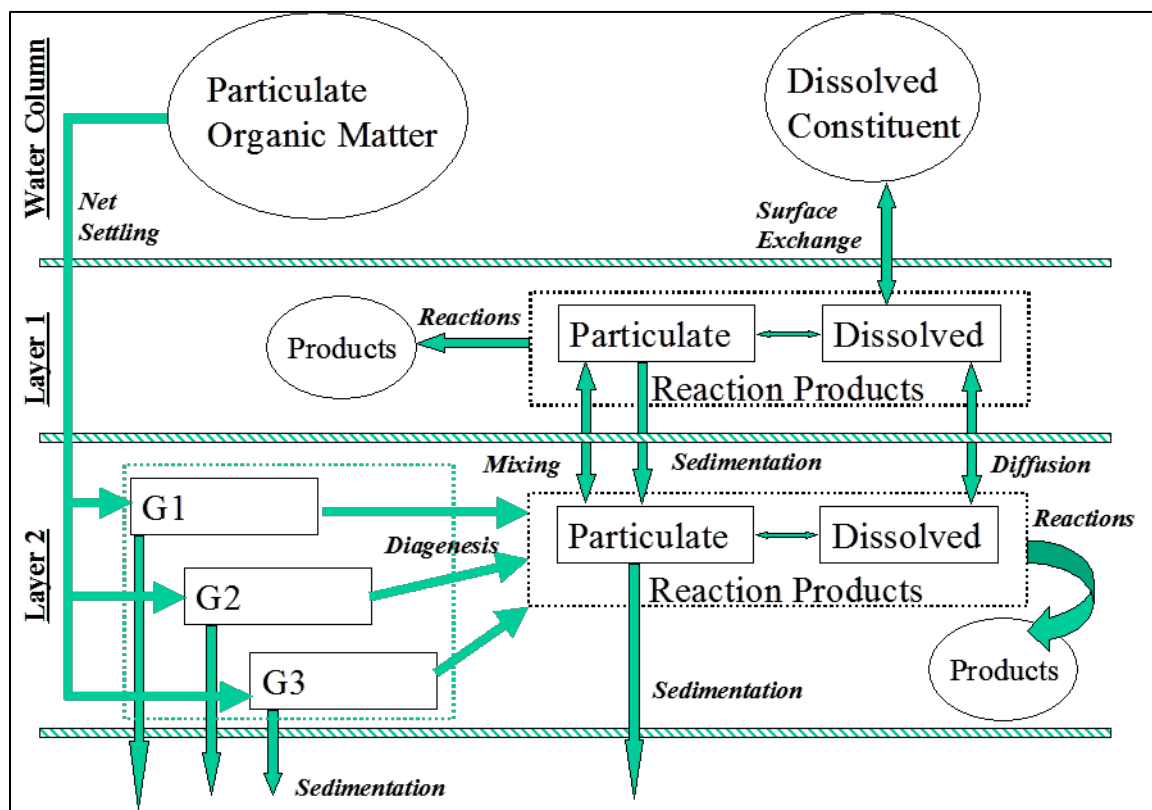 Water Column
Particulate
Organic Matter
Dissolved
Constituent
Net
Settling
Surface
Exchange
Layer 1
Products
Reactions
Particulate
Dissolved
Reaction Products
Mixing
Sedimentation
Diffusion
Layer 2
G1
G2
G3
Diagenesis
Particulate
Dissolved
Reaction Products
Reactions
Products
Sedimentation
Sedimentation